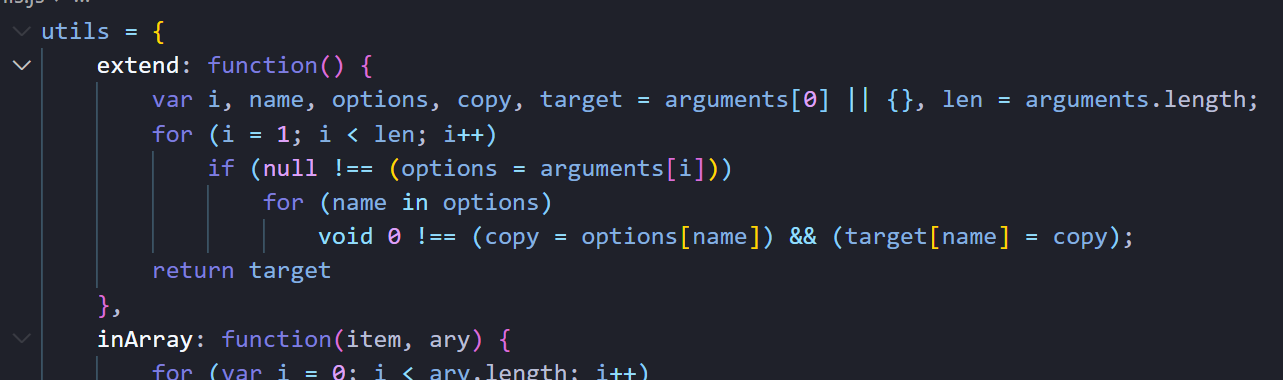 utils = {
extend: function() {
var i, name, options, copy, target = arguments[0] || {}, len = arguments.length;
for (i = 1; i < len; i++)
if (null !== (options = arguments[i]))
for (name in options)
void 0 !== (copy = options[name]) && (target[name] = copy);
return target
},
inArray: function(item, ary) {
for (var i = 0; i < ary.length; i++)